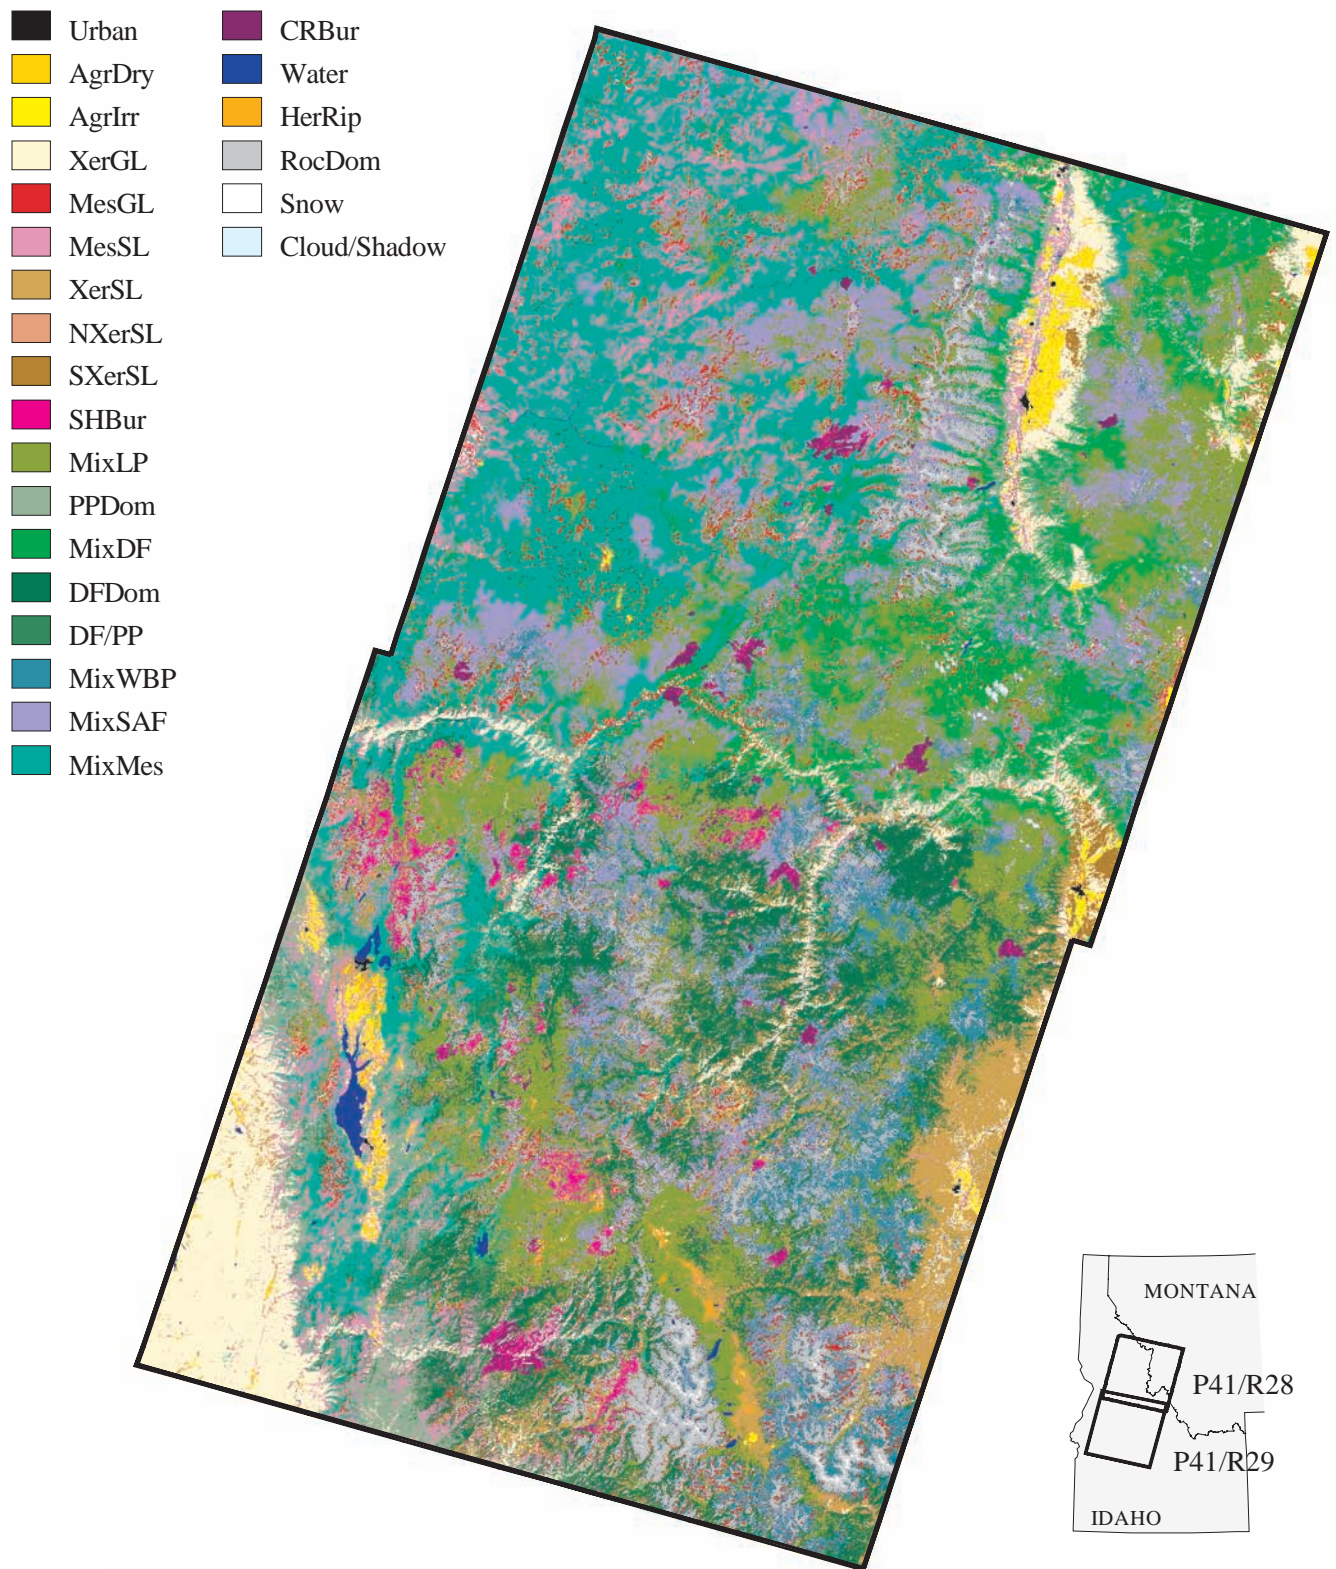 Urban
AgrDry
AgrIrr
XerGL
MesGL
MesSL
XerSL
NXerSL
SXerSL
SHBur
MixLP
PPDom
MixDF
DFDom
DF/PP
MixWBP
MixSAF
MixMes
CRBur
Water
HerRip
RocDom
Snow
Cloud/Shadow
MONTANA
P41/R28
P41/R29
IDAHO